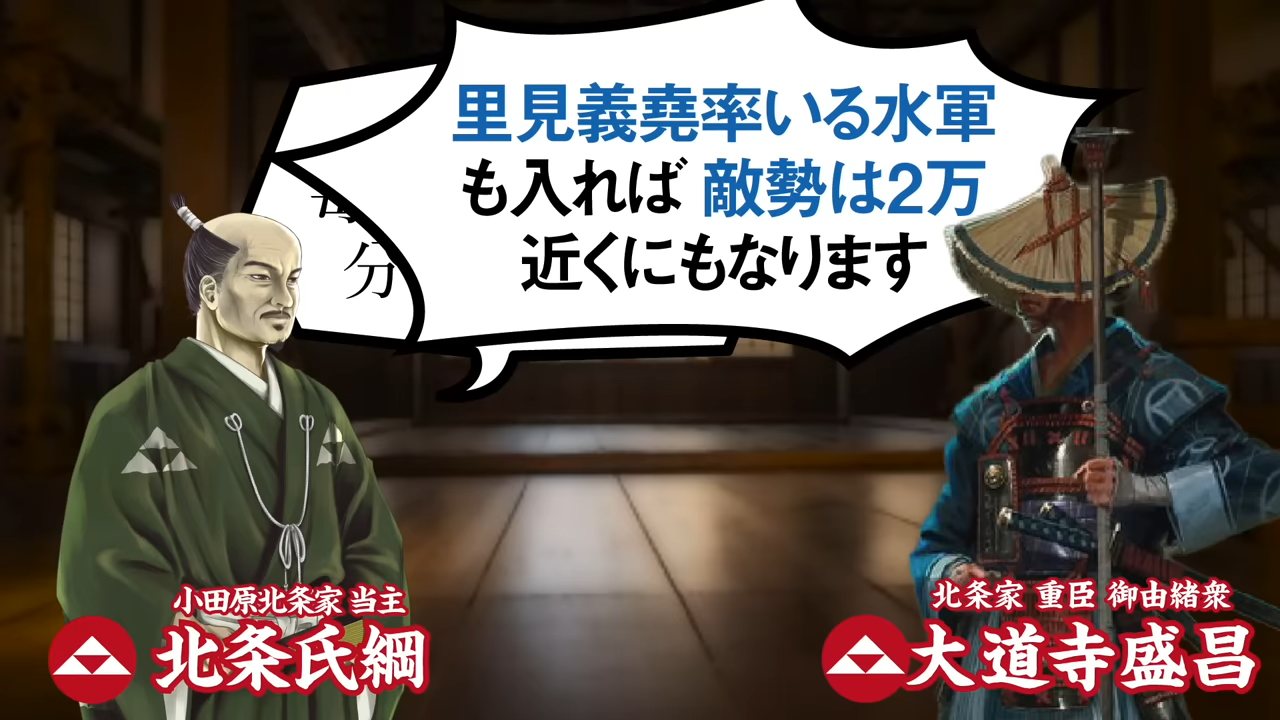 里見義堯率いる水軍
も入れば 敵勢は2万
近くにもなります
分
小田原北条家 当主
北条氏綱
北条家 重臣 御由緒衆
大道寺盛昌